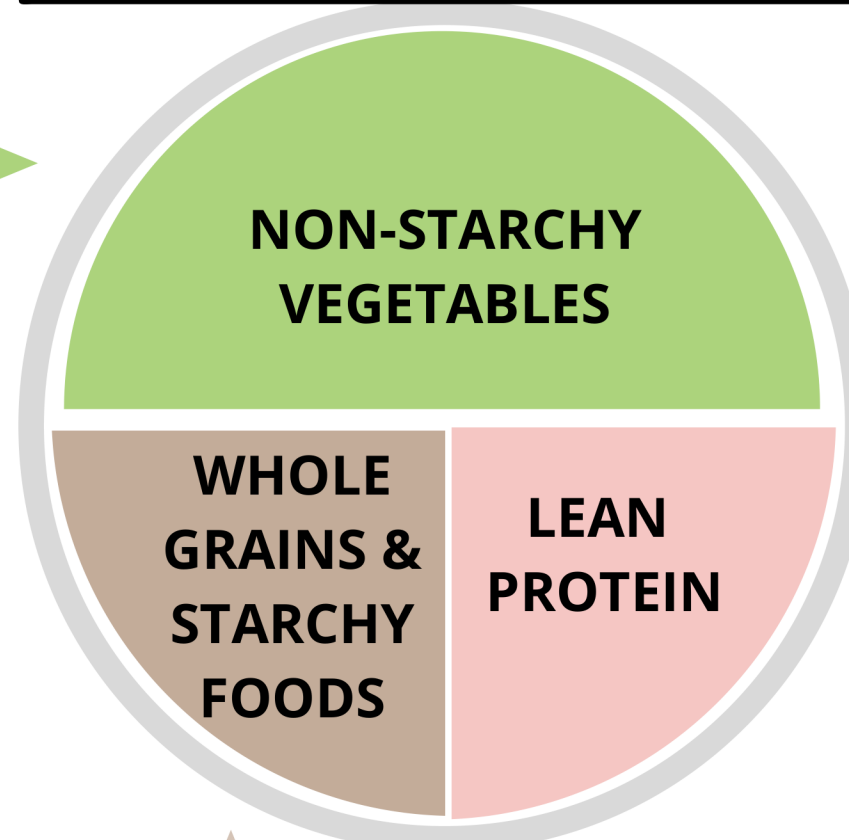 NON-STARCHY
VEGETABLES
WHOLE
GRAINS &
STARCHY
FOODS
LEAN
PROTEIN